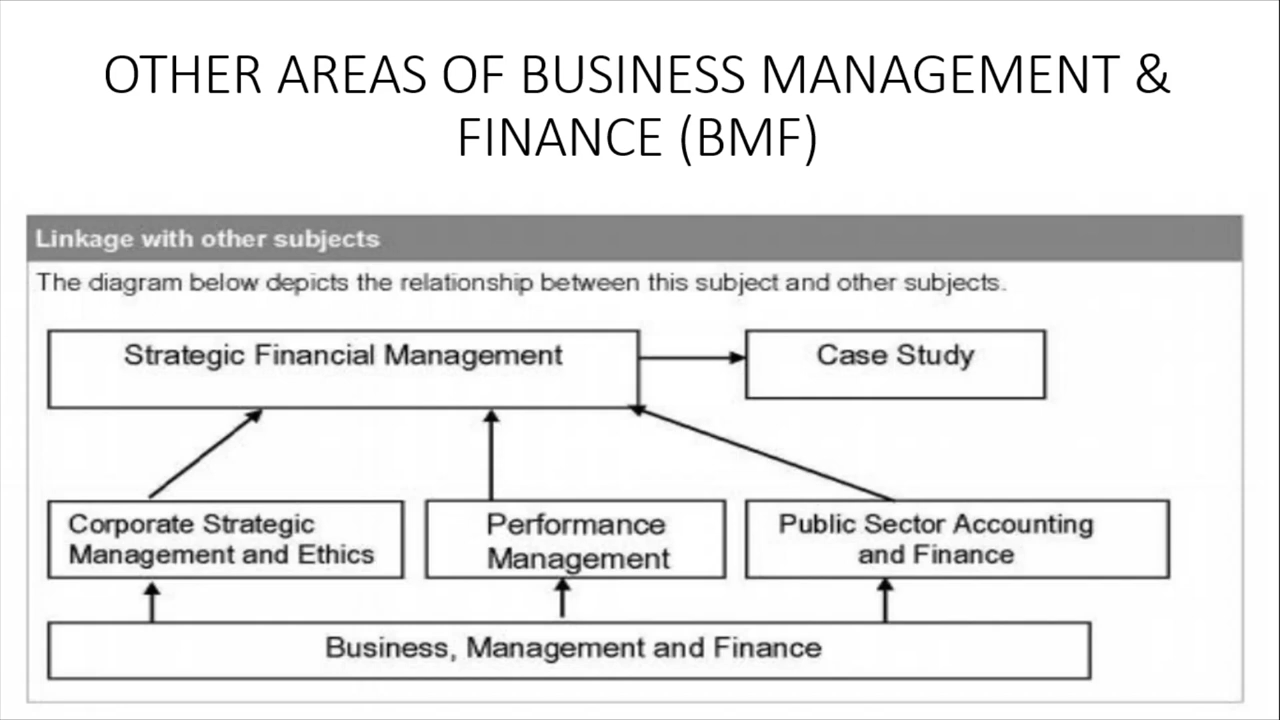 OTHER AREAS OF BUSINESS MANAGEMENT &
FINANCE (BMF)
Linkage with other subjects
The diagram below depicts the relationship between this subject and other subjects.
Strategic Financial Management
Case Study
Corporate Strategic
Management and Ethics
Performance
Management
Public Sector Accounting
and Finance
Business, Management and Finance